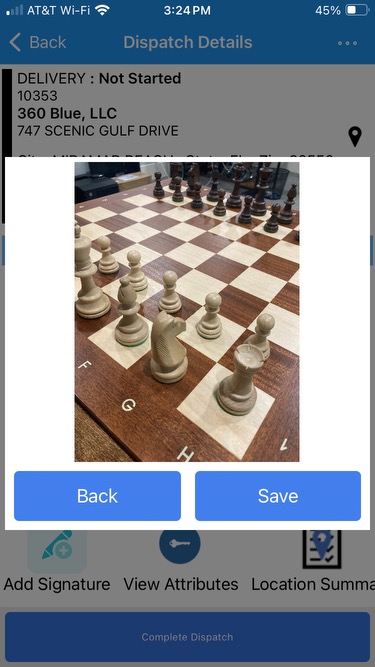 AT&T Wi-Fi 3:24 PM 45%
Back Dispatch Details
DELIVERY : Not Started
10353
360 Blue, LLC
747 SCENIC GULF DRIVE
F
G
H
1
Back Save
Add Signature View Attributes Location Summa
Complete Dispatch